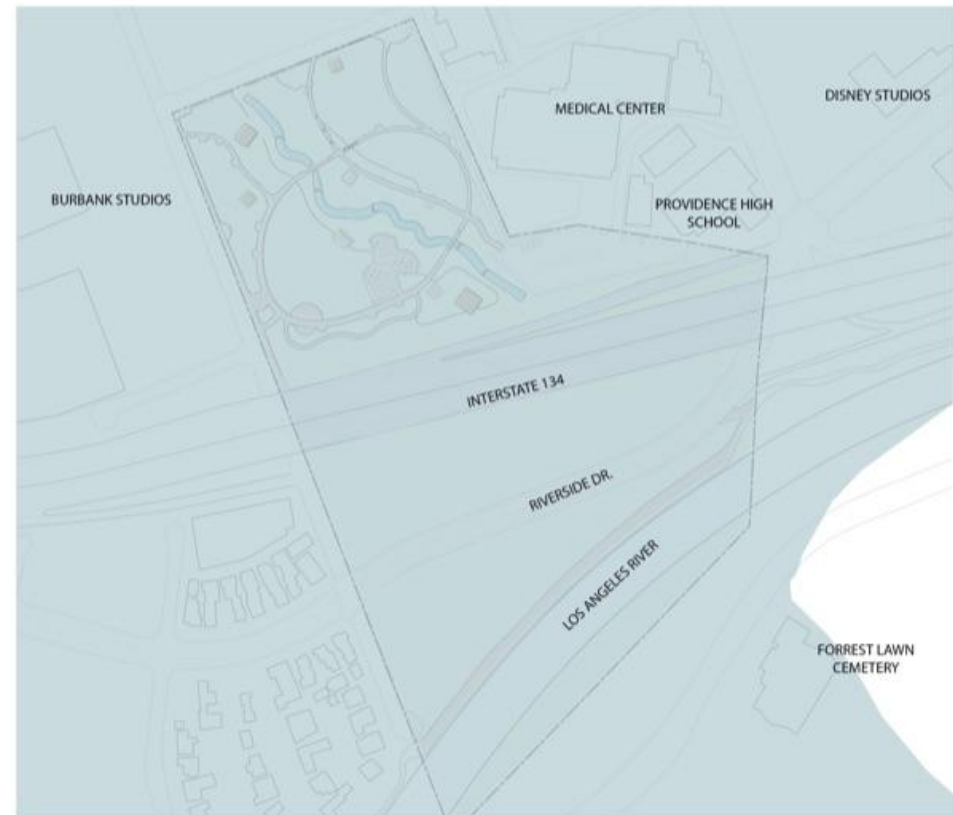 MEDICAL CENTER
DISNEY STUDIOS
BURBANK STUDIOS
PROVIDENCE HIGH
SCHOOL
INTERSTATE 134
RIVERSIDE DR.
LOS ANGELES RIVER
FORREST LAWN
CEMETERY